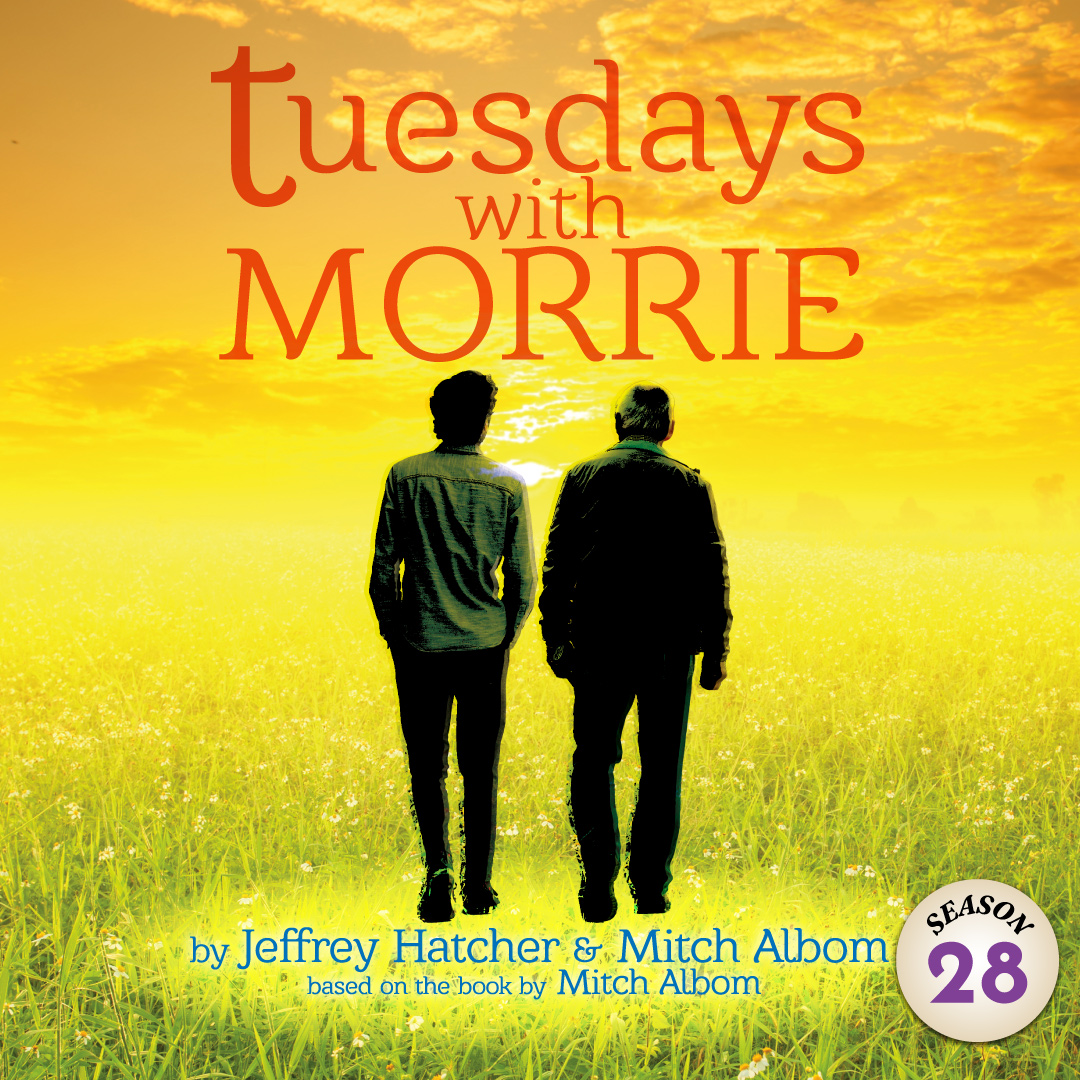 tuesdays
with
MORRIE
by Jeffrey Hatcher & Mitch Albom
based on the book by Mitch Albom
SEASON
28